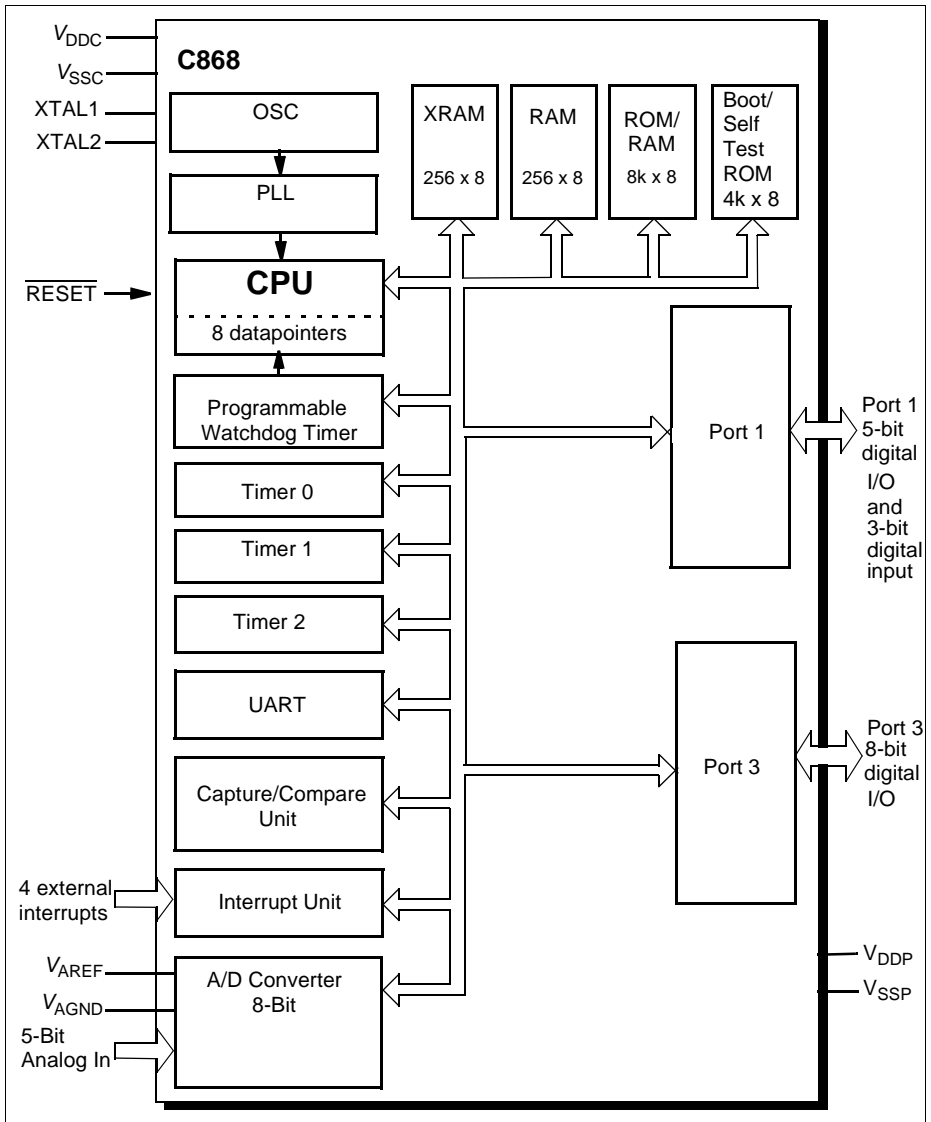 VDDC
VSSC
XTAL1
XTAL2
RESET
C868
OSC
PLL
CPU
8 datapointers
Programmable
Watchdog Timer
Timer 0
Timer 1
Timer 2
UART
Capture/Compare
Unit
Interrupt Unit
A/D Converter
8-Bit
XRAM
256 x 8
RAM
256 x 8
ROM/
RAM
8k x 8
Boot/
Self
Test
ROM
4k x 8
Port 1
Port 3
Port 1
5-bit
digital
I/O
and
3-bit
digital
input
Port 3
8-bit
digital
I/O
4 external
interrupts
VAREF
VAGND
5-Bit
Analog In
VDDP
VSSP